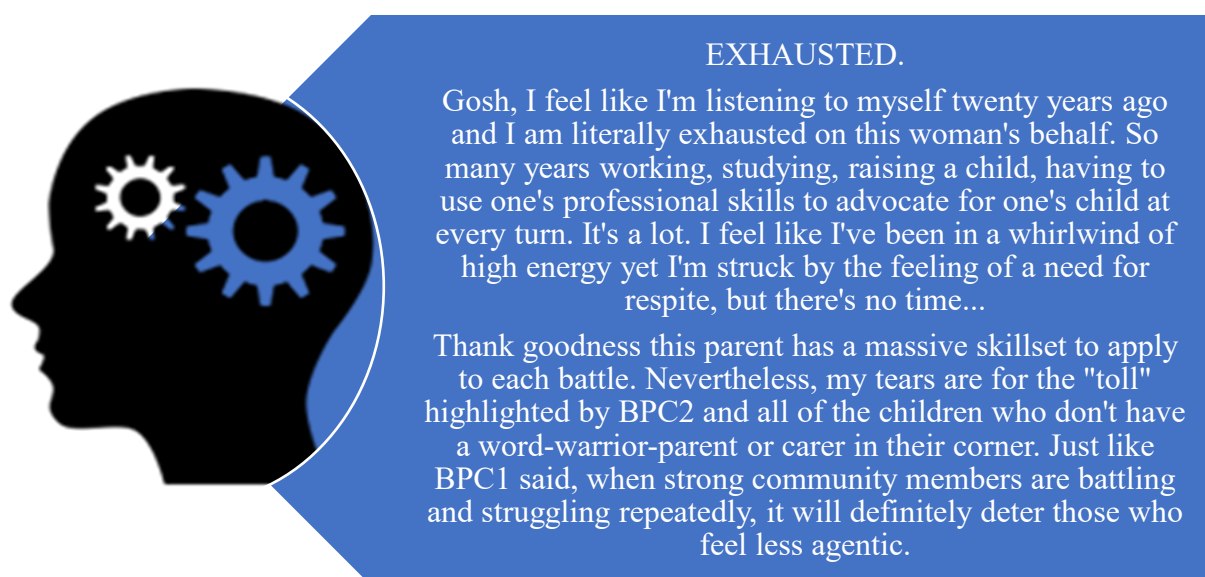 EXHAUSTED.
Gosh, I feel like I'm listening to myself twenty years ago
and I am literally exhausted on this woman's behalf. So
many years working, studying, raising a child, having to
use one's professional skills to advocate for one's child at
every turn. It's a lot. I feel like I've been in a whirlwind of
high energy yet I'm struck by the feeling of a need for
respite, but there's no time...
Thank goodness this parent has a massive skillset to apply
to each battle. Nevertheless, my tears are for the "toll"
highlighted by BPC2 and all of the children who don't have
a word-warrior-parent or carer in their corner. Just like
BPC1 said, when strong community members are battling
and struggling repeatedly, it will definitely deter those who
feel less agentic.